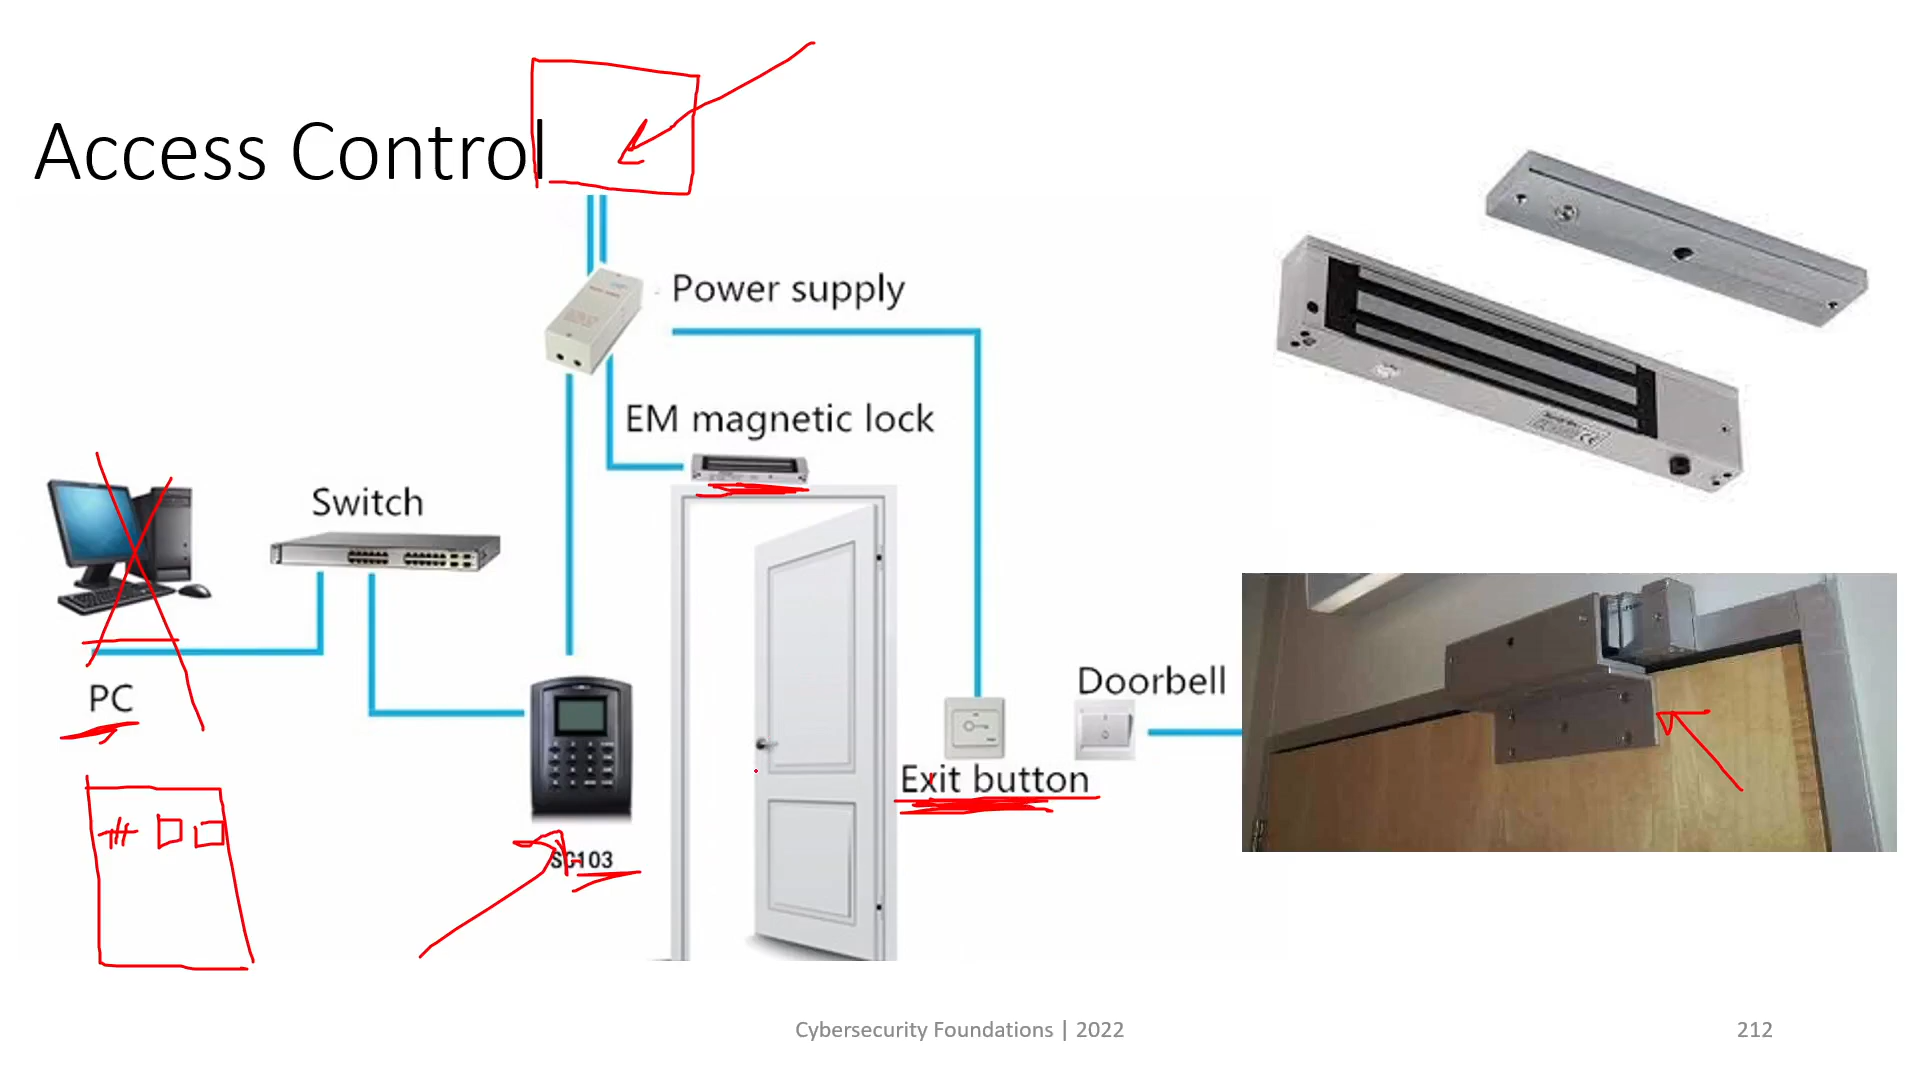 Access Control
Power supply
EM magnetic lock
Switch
PC
Doorbell
Exit button
SC103
Cybersecurity Foundations | 2022
212